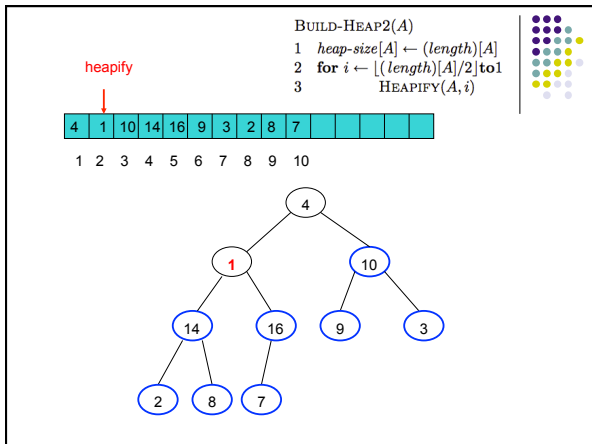 BUILD-HEAP2(A)
1 heap-size[A] ← (length)[A]
2 for i ← ⌊(length)[A]/2⌋to1
3 HEAPIFY(A, i)
heapify
4 1 10 14 16 9 3 2 8 7
1 2 3 4 5 6 7 8 9 10
4
1 10
14 16 9 3
2 8 7